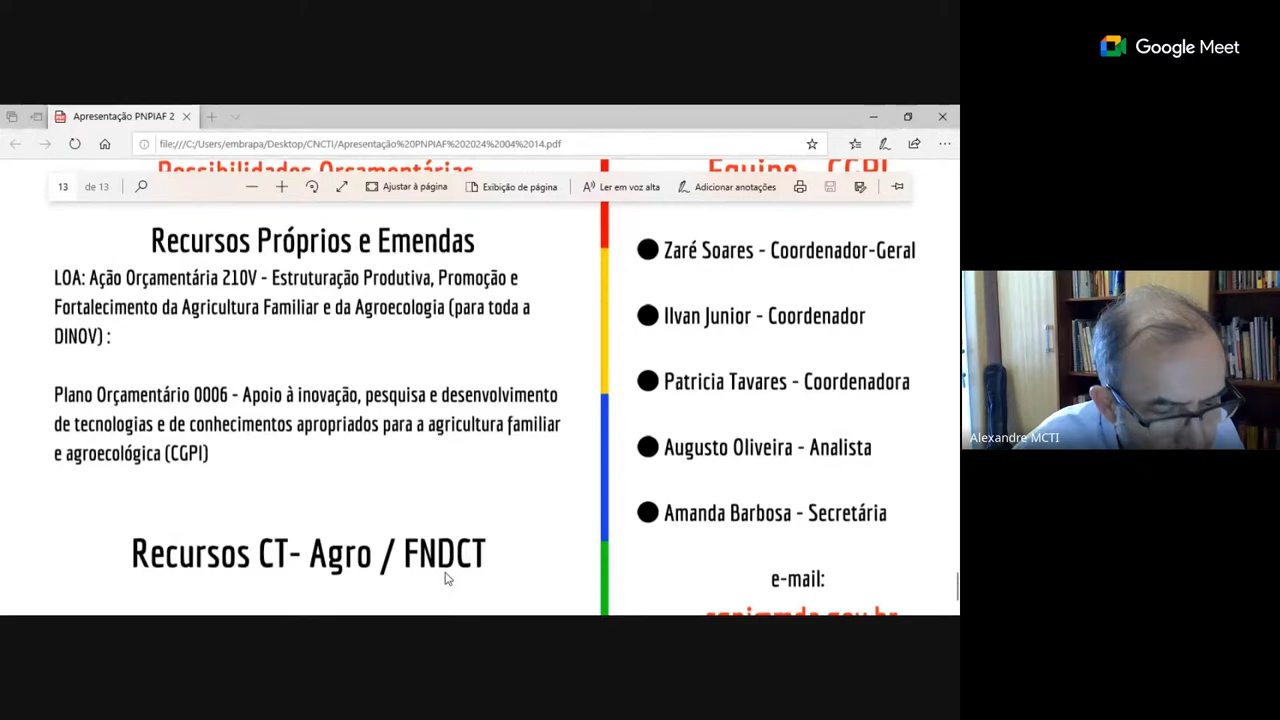 Google Meet
Apresentação PNPIAF 2
file:///C:/Users/embrapa/Desktop/CNCTI/Apresentação%20PNPIAF%202024%2004%2014.pdf
Possibilidades Orçamentárias
Equipe - CGPI
13 de 13
Ajustar à página
Exibição de página
Ler em voz alta
Adicionar anotações
Recursos Próprios e Emendas
LOA: Ação Orçamentária 210V - Estruturação Produtiva, Promoção e
Fortalecimento da Agricultura Familiar e da Agroecologia (para toda a
DINOV) :
Plano Orçamentário 0006 - Apoio à inovação, pesquisa e desenvolvimento
de tecnologias e de conhecimentos apropriados para a agricultura familiar
e agroecológica (CGPI)
Recursos CT- Agro / FNDCT
Zaré Soares - Coordenador-Geral
Ilvan Junior - Coordenador
Patricia Tavares - Coordenadora
Augusto Oliveira - Analista
Amanda Barbosa - Secretária
e-mail:
Alexandre MCTI